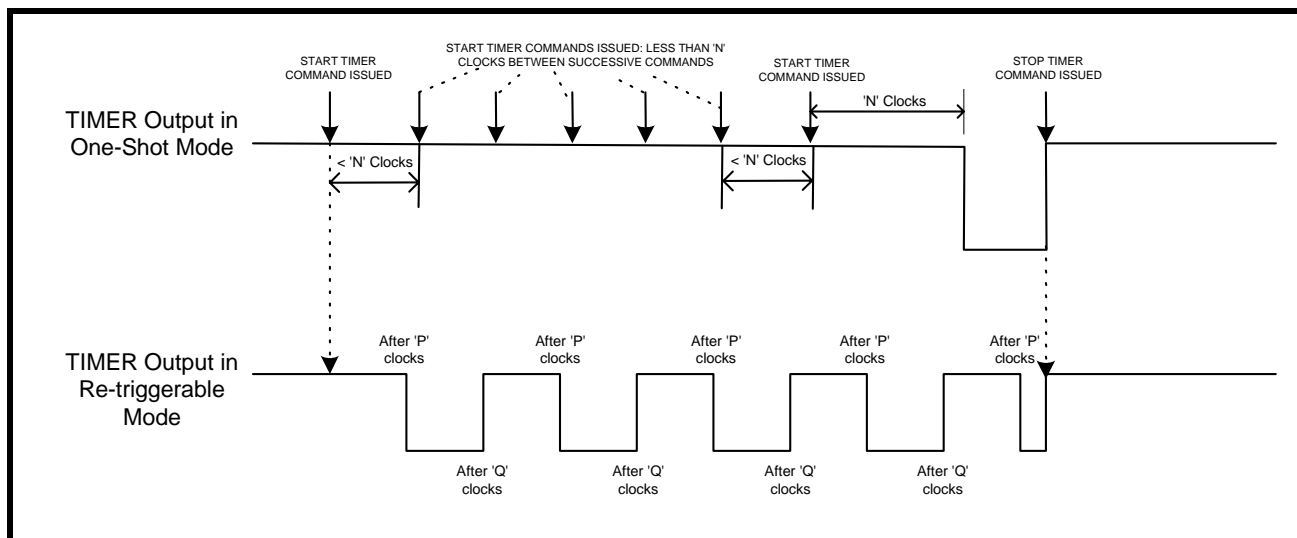 START TIMER COMMANDS ISSUED: LESS THAN 'N'
CLOCKS BETWEEN SUCCESSIVE COMMANDS
START TIMER
COMMAND ISSUED
START TIMER
COMMAND ISSUED
STOP TIMER
COMMAND ISSUED
'N' Clocks
TIMER Output in
One-Shot Mode
< 'N' Clocks
< 'N' Clocks
After 'P'
clocks
After 'P'
clocks
After 'P'
clocks
After 'P'
clocks
After 'P'
clocks
TIMER Output in
Re-triggerable
Mode
After 'Q'
clocks
After 'Q'
clocks
After 'Q'
clocks
After 'Q'
clocks